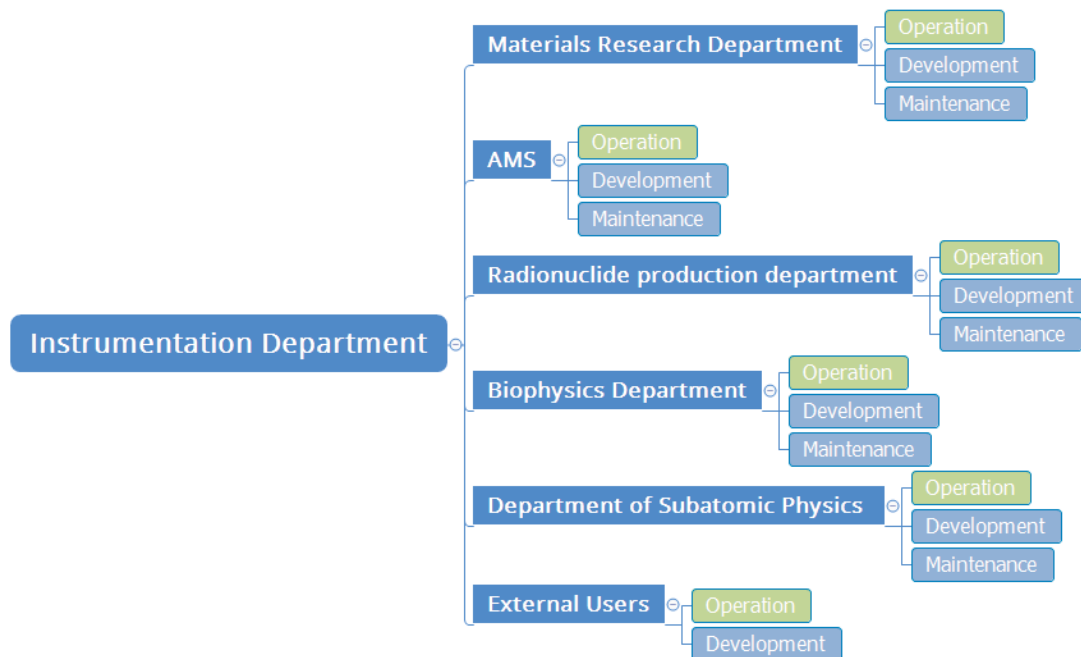 Materials Research Department
Operation
Development
Maintenance
AMS
Operation
Development
Maintenance
Radionuclide production department
Operation
Development
Maintenance
Instrumentation Department
Biophysics Department
Operation
Development
Maintenance
Department of Subatomic Physics
Operation
Development
Maintenance
External Users
Operation
Development